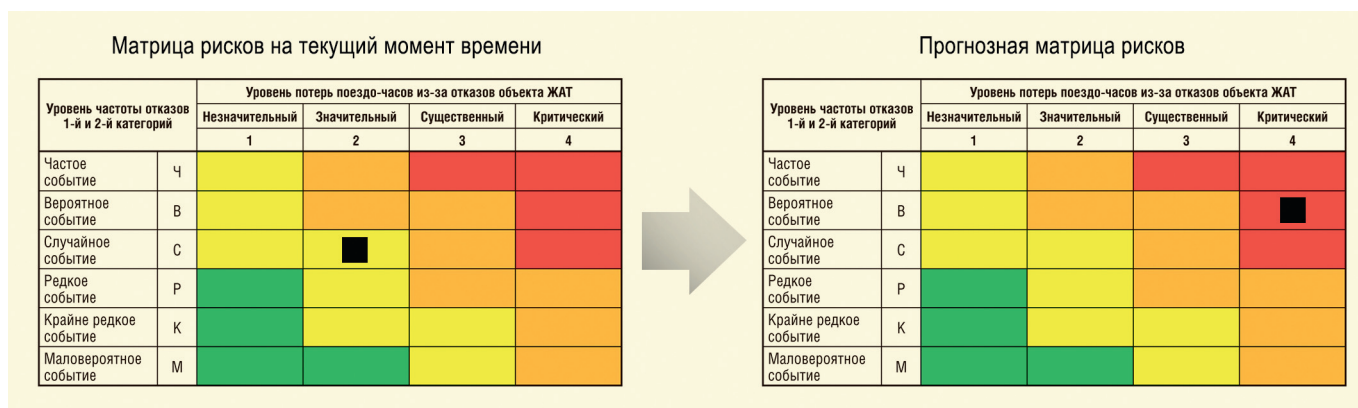 Матрица рисков на текущий момент времени
Уровень частоты отказов
1-й и 2-й категорий
Уровень потерь поездо-часов из-за отказов объекта ЖАТ
Незначительный Значительный Существенный Критический
1 2 3 4
Частое
событие
Ч
Вероятное
событие
В
Случайное
событие
С
Редкое
событие
Р
Крайне редкое
событие
К
Маловероятное
событие
М
Прогнозная матрица рисков
Уровень частоты отказов
1-й и 2-й категорий
Уровень потерь поездо-часов из-за отказов объекта ЖАТ
Незначительный Значительный Существенный Критический
1 2 3 4
Частое
событие
Ч
Вероятное
событие
В
Случайное
событие
С
Редкое
событие
Р
Крайне редкое
событие
К
Маловероятное
событие
М